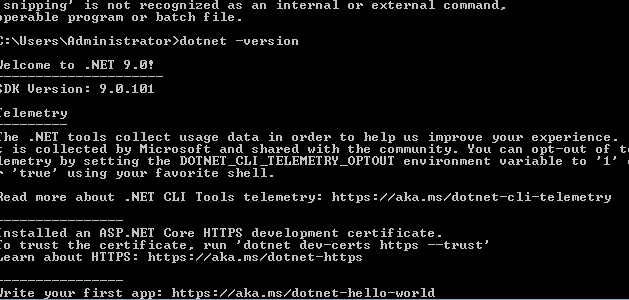 snipping' is not recognized as an internal or external command,
operable program or batch file.
C:\Users\Administrator>dotnet -version
Welcome to .NET 9.0!
---------------------
SDK Version: 9.0.101
Telemetry
---------
The .NET tools collect usage data in order to help us improve your experience.
t is collected by Microsoft and shared with the community. You can opt-out of t
lemetry by setting the DOTNET_CLI_TELEMETRY_OPTOUT environment variable to '1'
r 'true' using your favorite shell.
Read more about .NET CLI Tools telemetry: https://aka.ms/dotnet-cli-telemetry
----------------
Installed an ASP.NET Core HTTPS development certificate.
To trust the certificate, run 'dotnet dev-certs https --trust'
Learn about HTTPS: https://aka.ms/dotnet-https
----------------
Write your first app: https://aka.ms/dotnet-hello-world